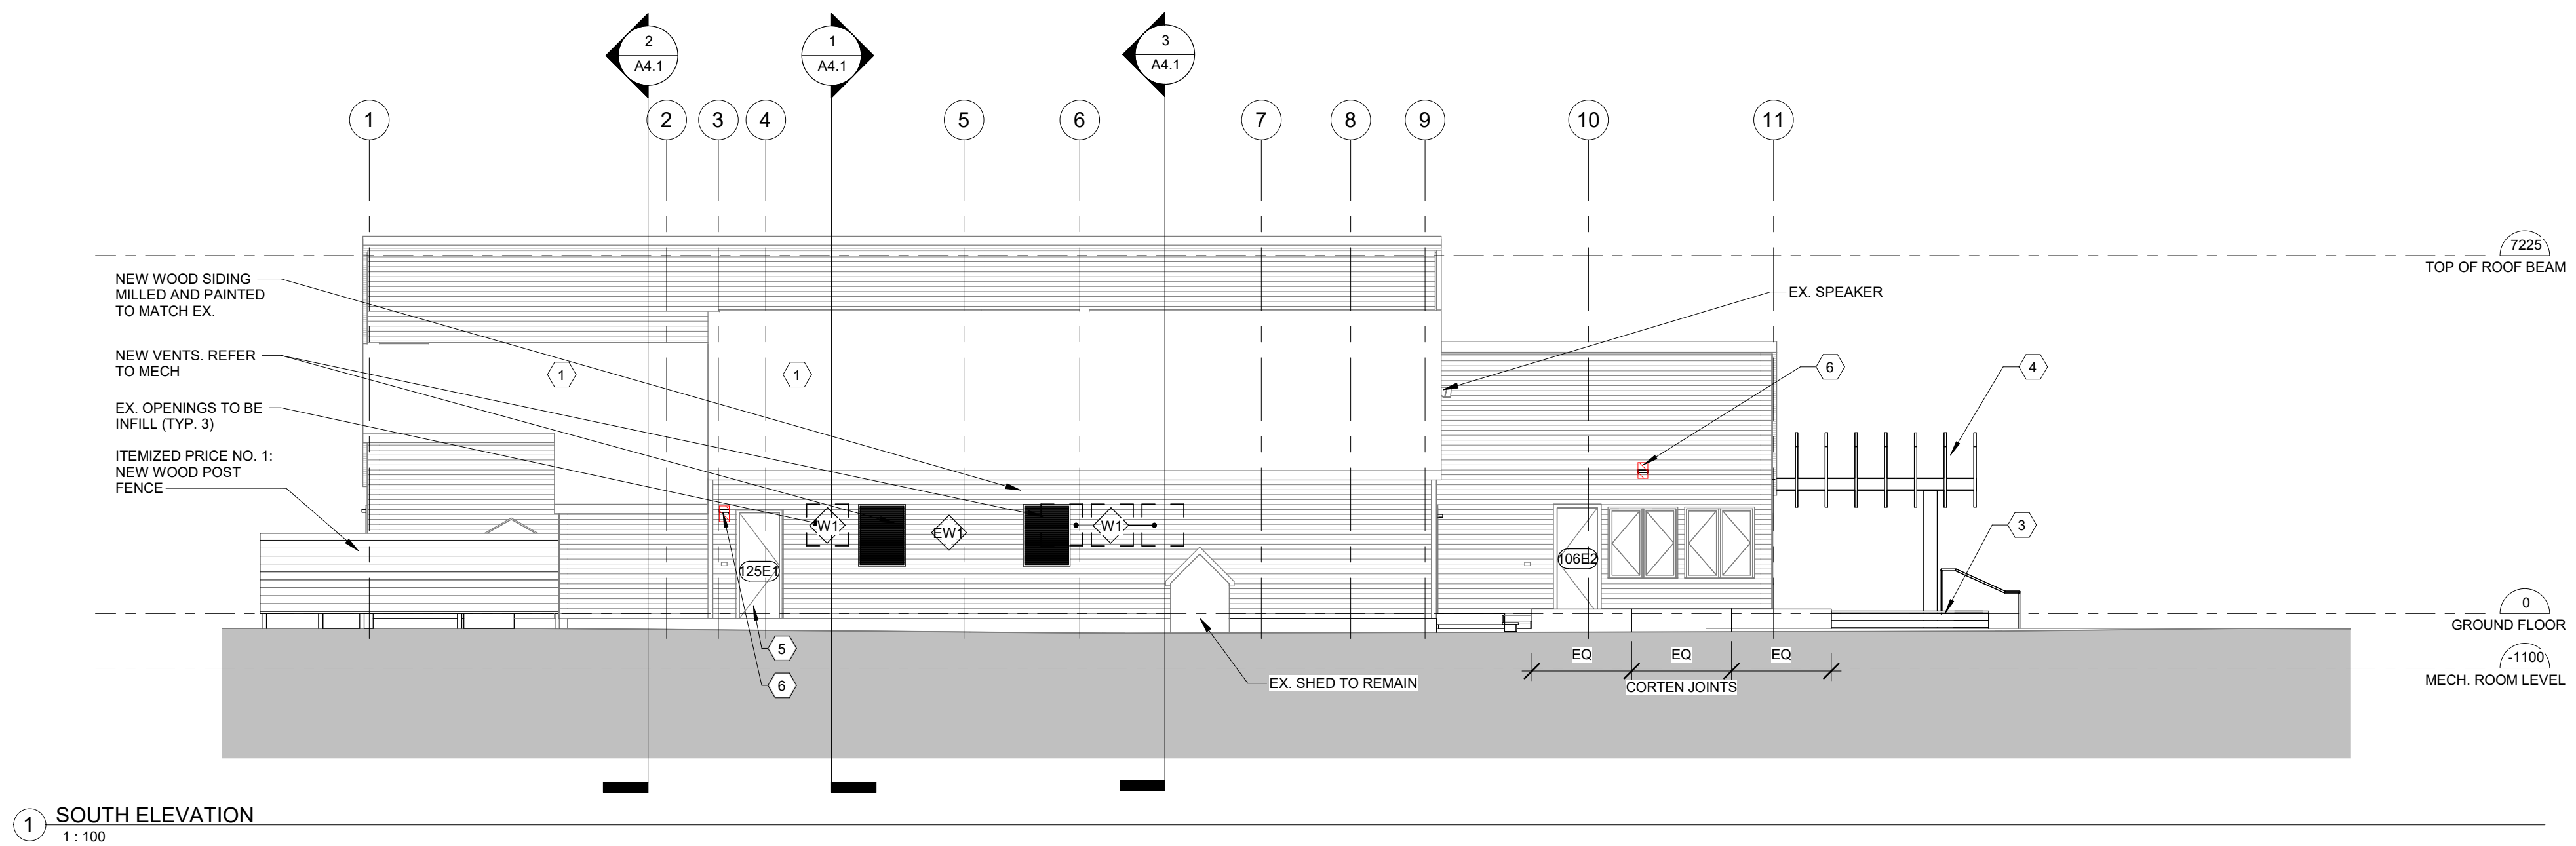 2
A4.1
1
A4.1
3
A4.1
1
2
3
4
5
6
7
8
9
10
11
7225
TOP OF ROOF BEAM
NEW WOOD SIDING
MILLED AND PAINTED
TO MATCH EX.
EX. SPEAKER
NEW VENTS. REFER
TO MECH
1
1
6
4
EX. OPENINGS TO BE
INFILL (TYP. 3)
ITEMIZED PRICE NO. 1:
NEW WOOD POST
FENCE
W1
EW1
W1
3
125E1
106E2
0
GROUND FLOOR
5
EQ
EQ
EQ
-1100
MECH. ROOM LEVEL
6
EX. SHED TO REMAIN
CORTEN JOINTS
1
SOUTH ELEVATION
1 : 100